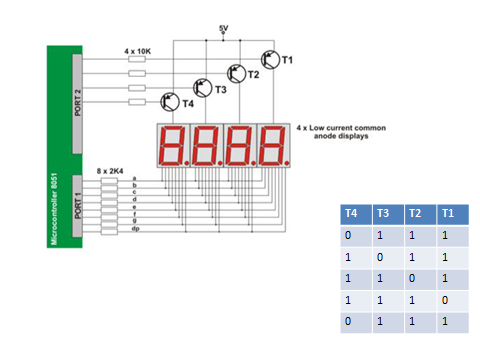 5V
4 x 10K
T1
T2
T3
T4
PORT 2
4 x Low current common
anode displays
8 x 2K4
a
b
c
d
e
f
g
dp
PORT 1
Microcontroller 8051
T4 T3 T2 T1
0 1 1 1
1 0 1 1
1 1 0 1
1 1 1 0
0 1 1 1